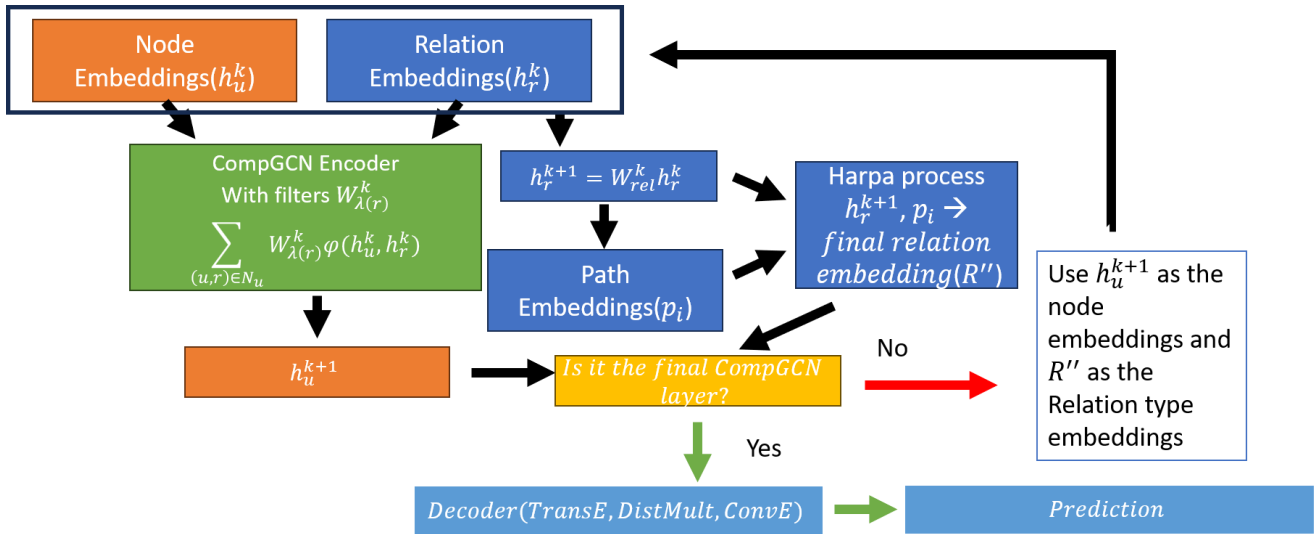 Node
Embeddings(h_u^k)
Relation
Embeddings(h_r^k)
CompGCN Encoder
With filters W_{λ(r)}^k
∑_{(u,r)∈N_u} W_{λ(r)}^k φ(h_u^k, h_r^k)
h_r^{k+1} = W_{rel}^k h_r^k
Path
Embeddings(p_i)
Harpa process
h_r^{k+1}, p_i →
final relation
embedding(R'')
Use h_u^{k+1} as the
node
embeddings and
R'' as the
Relation type
embeddings
h_u^{k+1}
Is it the final CompGCN
layer?
No
Yes
Decoder(TransE, DistMult, ConvE)
Prediction